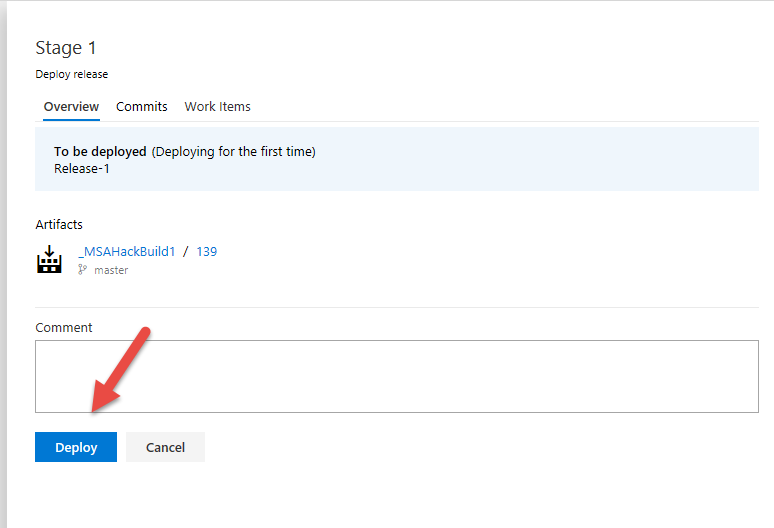 Stage 1
Deploy release
Overview Commits Work Items
To be deployed (Deploying for the first time)
Release-1
Artifacts
_MSAHackBuild1 / 139
master
Comment
Deploy Cancel